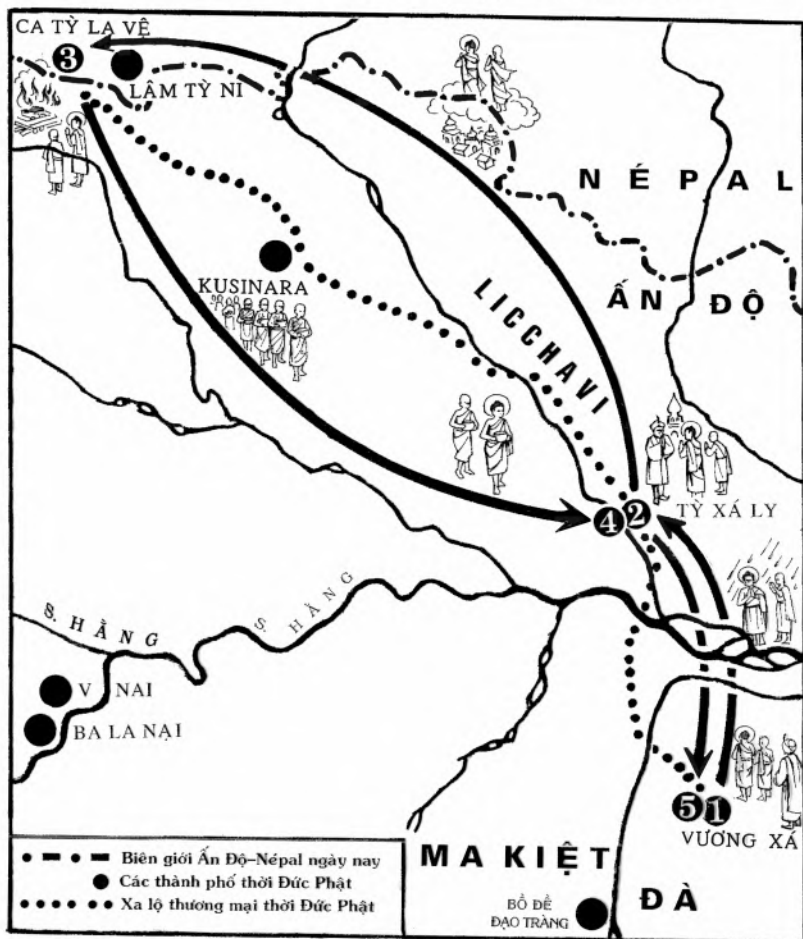 CA TỲ LA VỆ
3
LÂM TỲ NI
NÉPAL
KUSINARA
ẤN ĐỘ
LICCHAVI
TỲ XÁ LY
4 2
S. HẰNG
S. HẰNG
V NAI
BA LA NẠI
5 1
VƯƠNG XÁ
MA KIỆT
ĐÀ
BỒ ĐỀ
ĐẠO TRÀNG
Biên giới Ấn Độ–Népal ngày nay
Các thành phố thời Đức Phật
Xa lộ thương mại thời Đức Phật